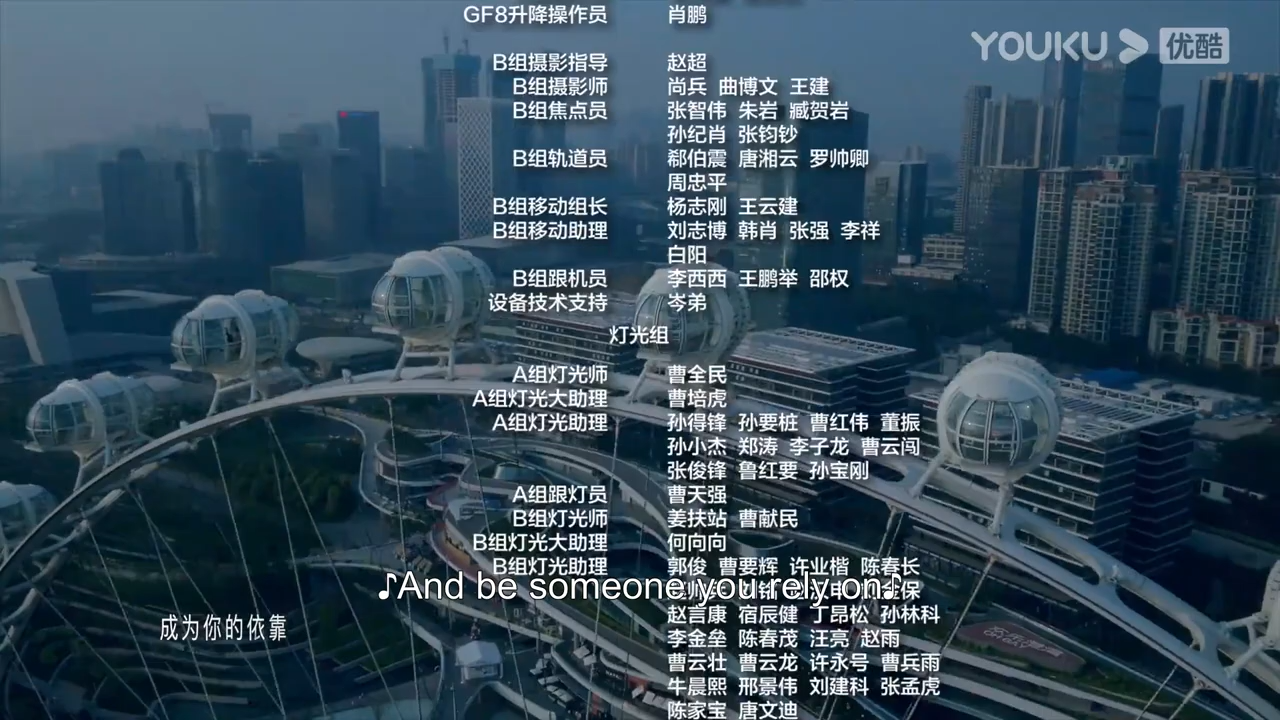 GF8升降操作员 肖鹏
YOUKU 优酷
B组摄影指导 赵超
B组摄影师 尚兵 曲博文 王建
B组焦点员 张智伟 朱岩 臧贺岩
孙纪肖 张钧钞
B组轨道员 郗伯震 唐湘云 罗帅卿
周忠平
B组移动组长 杨志刚 王云建
B组移动助理 刘志博 韩肖 张强 李祥
白阳
B组跟机员 李西西 王鹏举 邵权
设备技术支持 岑弟
灯光组
A组灯光师 曹全民
A组灯光大助理 曹培虎
A组灯光助理 孙得锋 孙要桩 曹红伟 董振
孙小杰 郑涛 李子龙 曹云闯
张俊锋 鲁红要 孙宝刚
A组跟灯员 曹天强
B组灯光师 姜扶站 曹献民
B组灯光大助理 何向向
B组灯光助理 郭俊 曹要辉 许业楷 陈春长
♪And be someone you rely on♪
赵言康 宿辰健 丁昂松 孙林科
成为你的依靠
李金垒 陈春茂 汪亮 赵雨
曹云壮 曹云龙 许永号 曹兵雨
牛晨熙 邢景伟 刘建科 张孟虎
陈家宝 唐文迪